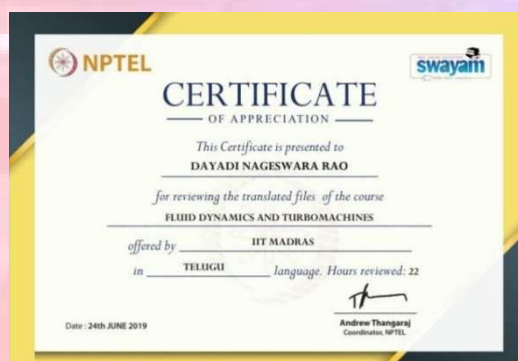 NPTEL
swayam
CERTIFICATE
OF APPRECIATION
This Certificate is presented to
DAYADI NAGESWARA RAO
for reviewing the translated files of the course
FLUID DYNAMICS AND TURBOMACHINES
offered by IIT MADRAS
in TELUGU language. Hours reviewed: 22
Date : 24th JUNE 2019
Andrew Thangaraj
Coordinator, NPTEL